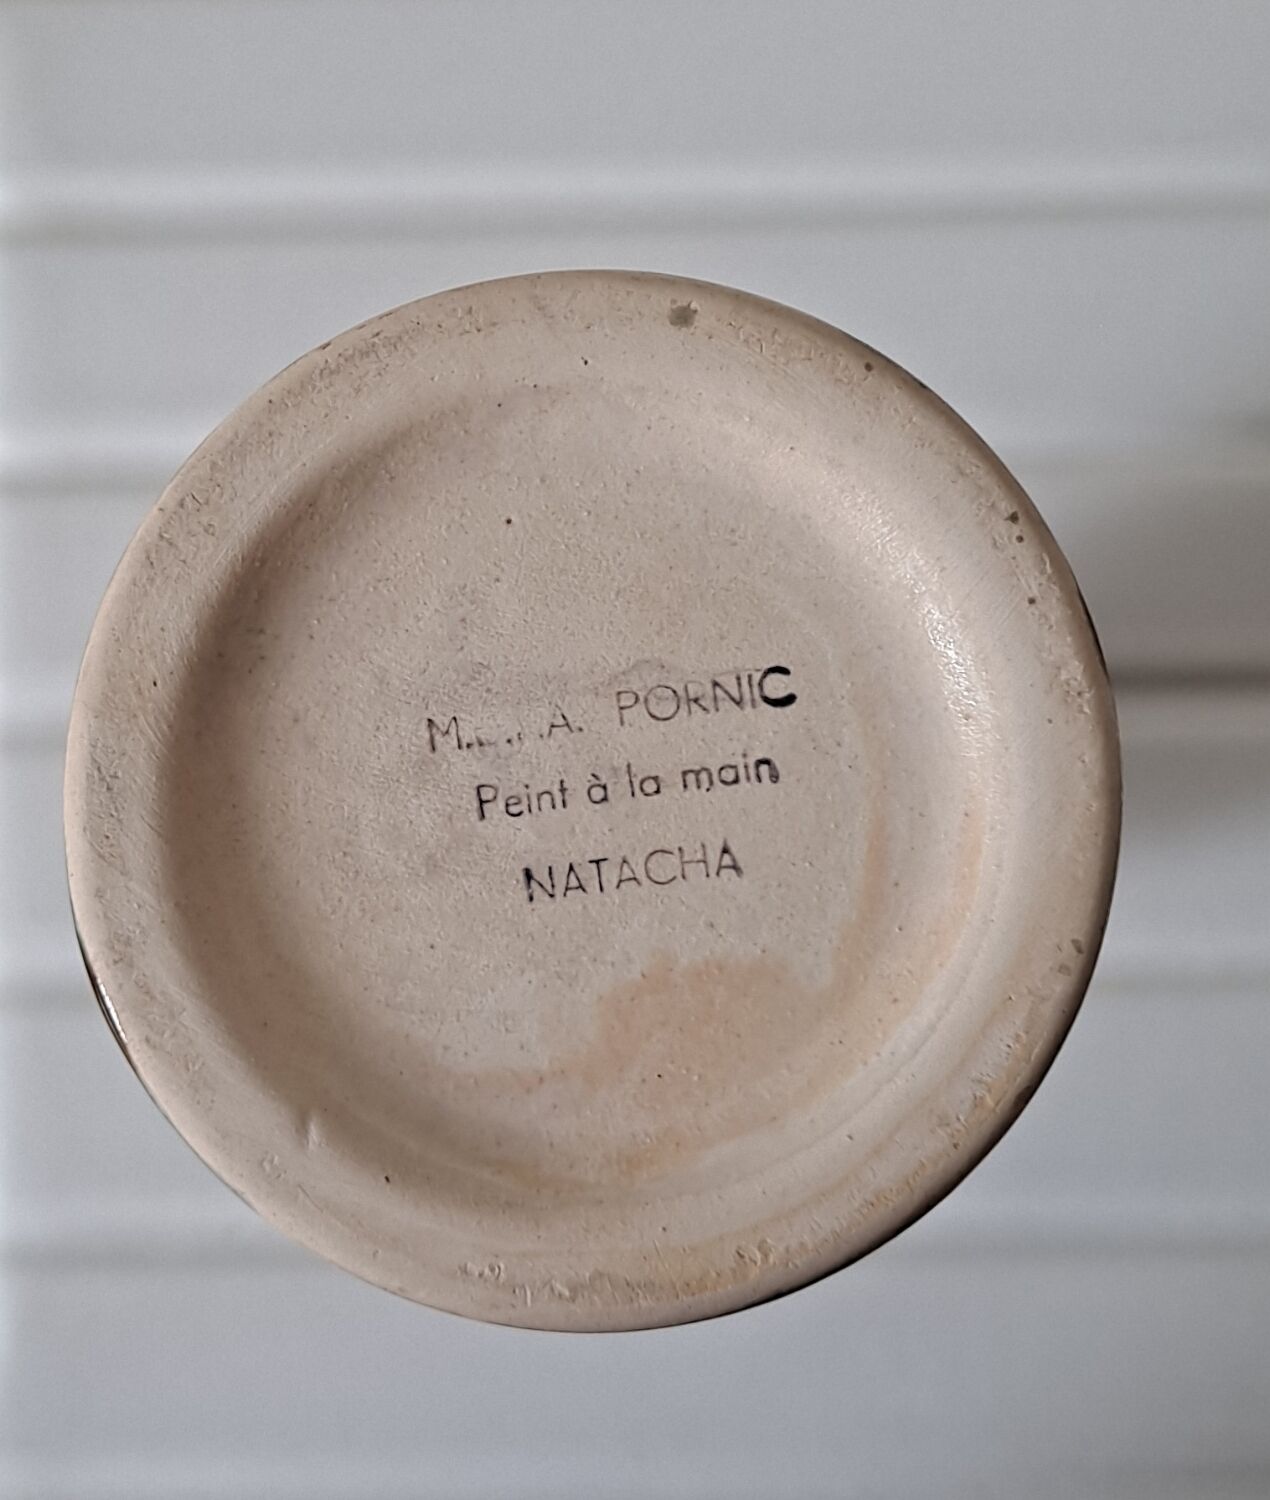 PORNIC
Peint à la main
NATACHA